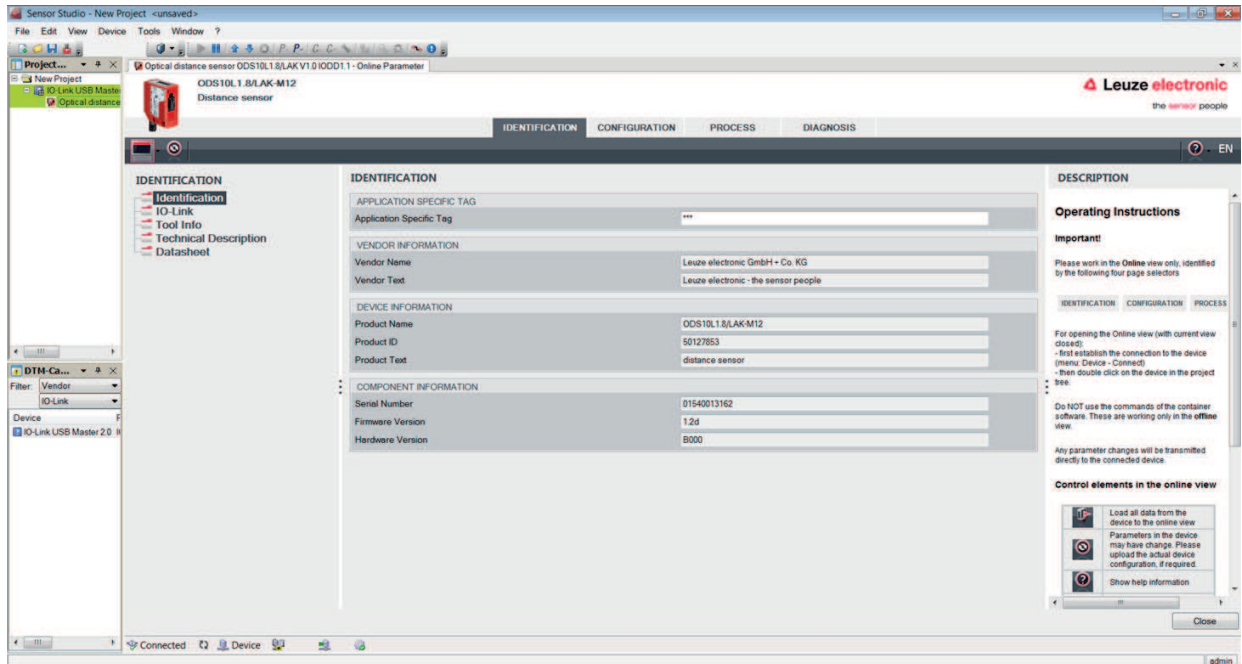 Sensor Studio - New Project <unsaved>
File Edit View Device Tools Window ?
Project...
New Project
IO-Link USB Maste
Optical distance
Optical distance sensor ODS10L1.8/LAK V1.0 IODD1.1 - Online Parameter
ODS10L1.8/LAK-M12
Distance sensor
Leuze electronic
the sensor people
IDENTIFICATION CONFIGURATION PROCESS DIAGNOSIS
EN
IDENTIFICATION
Identification
IO-Link
Tool Info
Technical Description
Datasheet
IDENTIFICATION
APPLICATION SPECIFIC TAG
Application Specific Tag ***
VENDOR INFORMATION
Vendor Name Leuze electronic GmbH + Co. KG
Vendor Text Leuze electronic - the sensor people
DEVICE INFORMATION
Product Name ODS10L1.8/LAK-M12
Product ID 50127853
Product Text distance sensor
COMPONENT INFORMATION
Serial Number 01540013162
Firmware Version 1.2d
Hardware Version B000
DESCRIPTION
Operating Instructions
Important!
Please work in the Online view only, identified
by the following four page selectors
IDENTIFICATION CONFIGURATION PROCESS
For opening the Online view (with current view
closed):
- first establish the connection to the device
(menu: Device - Connect)
- then double click on the device in the project
tree.
Do NOT use the commands of the container
software. These are working only in the offline
view.
Any parameter changes will be transmitted
directly to the connected device.
Control elements in the online view
Load all data from the
device to the online view
Parameters in the device
may have change. Please
upload the actual device
configuration, if required.
Show help information
Close
DTM-Ca...
Filter: Vendor
IO-Link
Device F
IO-Link USB Master 2.0
Connected Device
admin